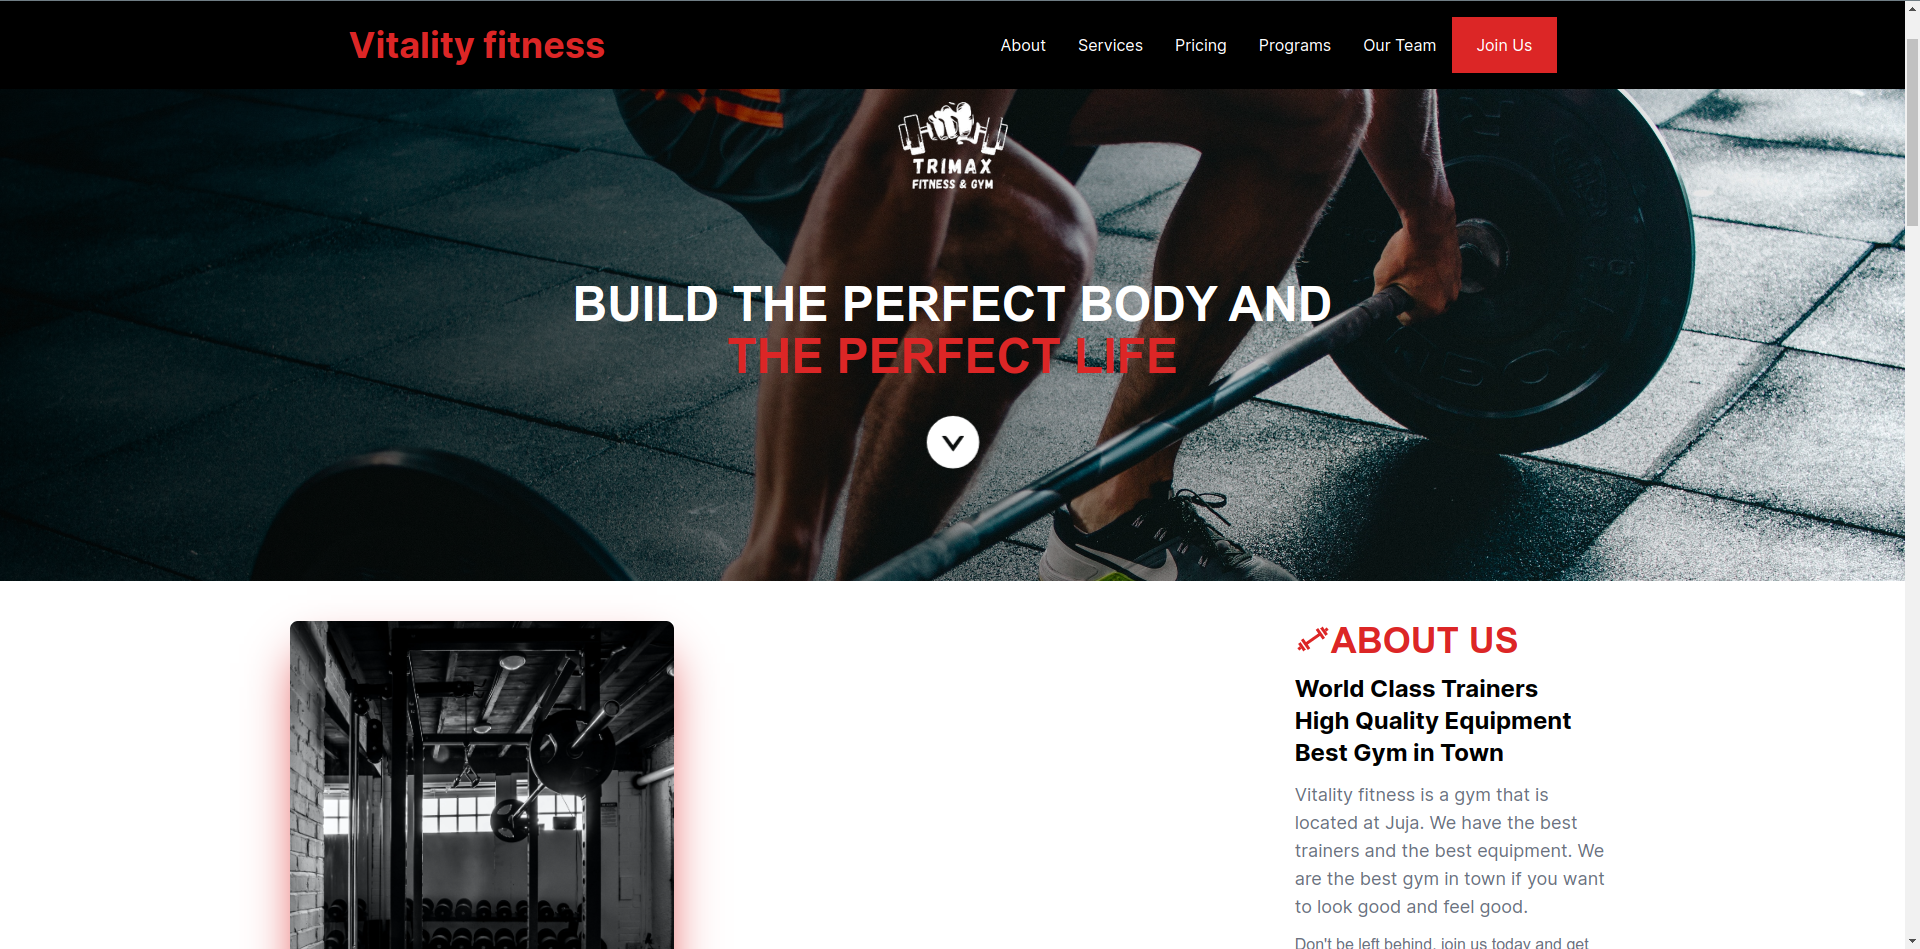 Vitality fitness
About Services Pricing Programs Our Team Join Us
TRIMAX
FITNESS & GYM
BUILD THE PERFECT BODY AND
THE PERFECT LIFE
ABOUT US
World Class Trainers
High Quality Equipment
Best Gym in Town
Vitality fitness is a gym that is
located at Juja. We have the best
trainers and the best equipment. We
are the best gym in town if you want
to look good and feel good.
Don't be left behind, join us today and get